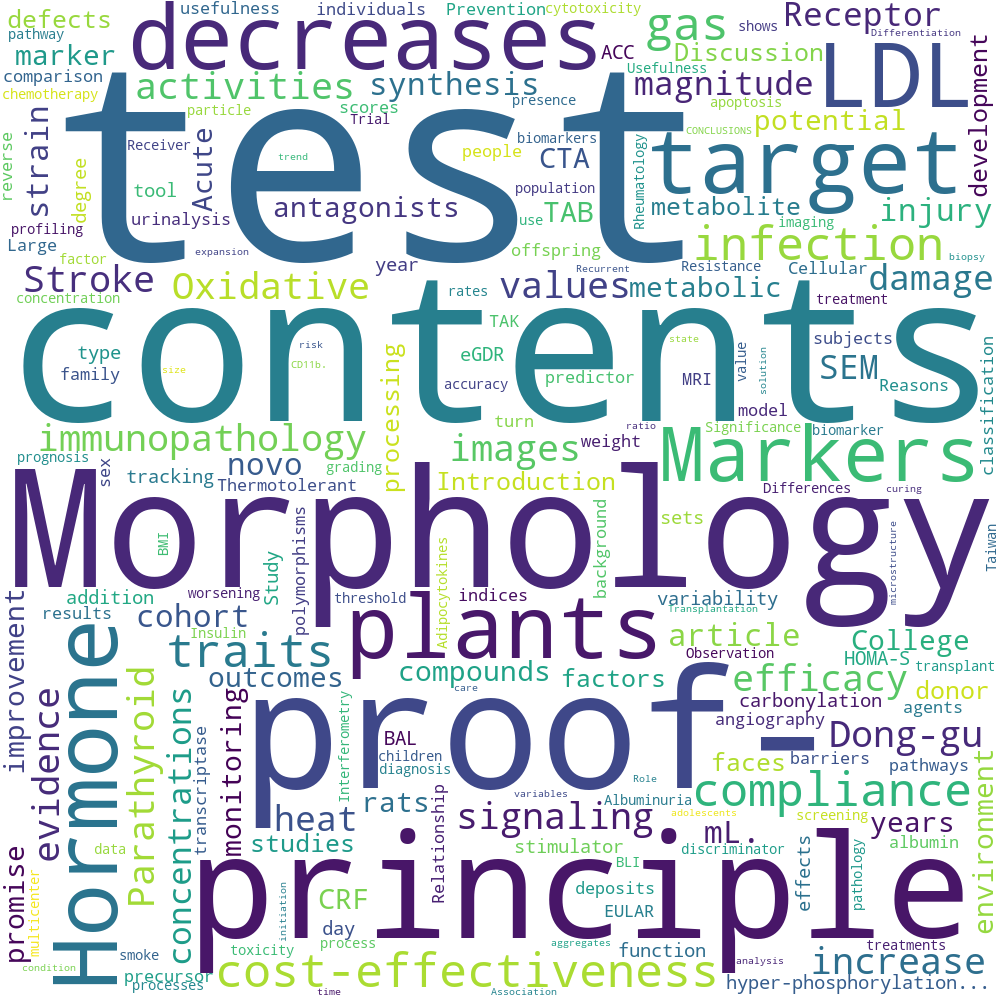 defects
usefulness
individuals
Prevention
cytotoxicity
gas
Receptor
pathway
decreases
shows
Differentiation
marker
ACC
Discussion
LDL
comparison
activities
synthesis
Usefulness
magnitude
chemotherapy
particle
scores
presence
apoptosis
potential
development
reverse
strain
Trial
test
biomarkers
CONCLUSIONS
Receiver
Acute
trend
people
CTA
Rheumatology
target
degree
tool
population
antagonists
metabolite
injury
profiling
urinalysis
use
TAB
Large
expansion
offspring
infection
imaging
biopsy
factor
year
Recurrent
Resistance
Cellular
damage
Stroke
Oxidative
values
metabolic
concentration
rates
treatment
contents
TAK
type
risk
state
subjects
family
size
CD11b.
processing
eGDR
accuracy
predictor
MRI
value
solution
SEM
Reasons
classification
turn
model
immunopathology
images
weight
ratio
Significance
biomarker
Markers
prognosis
sex
tracking
novo
grading
Introduction
Thermotolerant
Differences
curing
Morphology
BMI
Study
polymorphisms
background
sets
microstructure
Taiwan
addition
worsening
threshold
Adipocytokines
indices
variability
results
cohort
Transplantation
improvement
Hormone
Insulin
plants
article
College
traits
Observation
HOMA-S
transplant
outcomes
compounds
factors
efficacy
care
carbonylation
donor
evidence
Parathyroid
concentrations
monitoring
proof-
angiography
agents
Dong-gu
transcriptase
Interferometry
BAL
children
diagnosis
faces
barriers
pathways
Role
environment
variables
Albuminuria
compliance
rats
heat
signaling
adolescents
screening
mL.
years
studies
Relationship
stimulator
discriminator
albumin
principle
data
BLI
effects
pathology
promise
multicenter
initiation
CRF
deposits
EULAR
day
smoke
toxicity
process
aggregates
function
treatments
condition
precursor
cost-effectiveness
analysis
increase
processes
time
Association
hyper-phosphorylation...